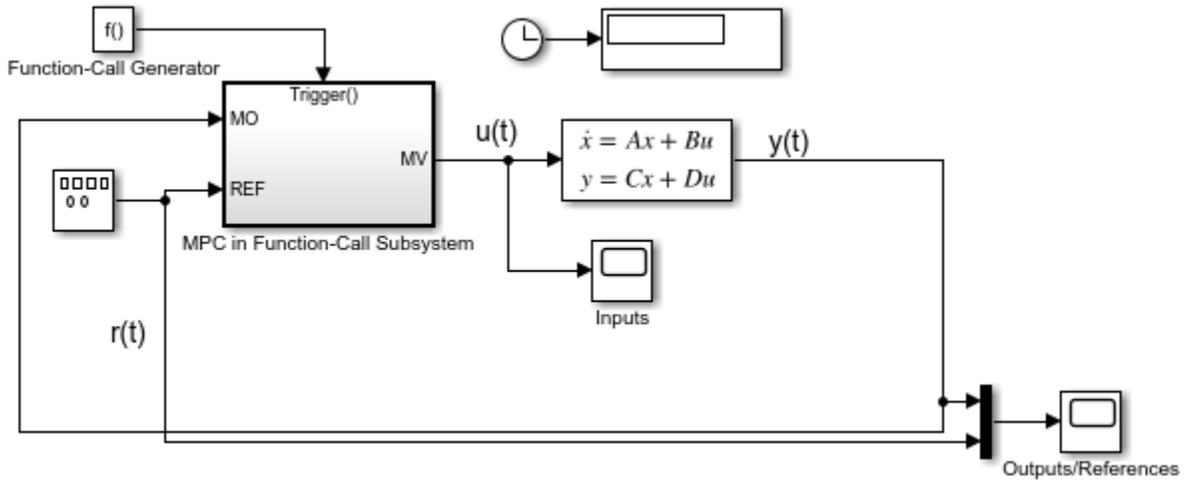 f()
Function-Call Generator
Trigger()
MO
MV
REF
MPC in Function-Call Subsystem
u(t)
ẋ = Ax + Bu
y = Cx + Du
y(t)
Inputs
r(t)
Outputs/References